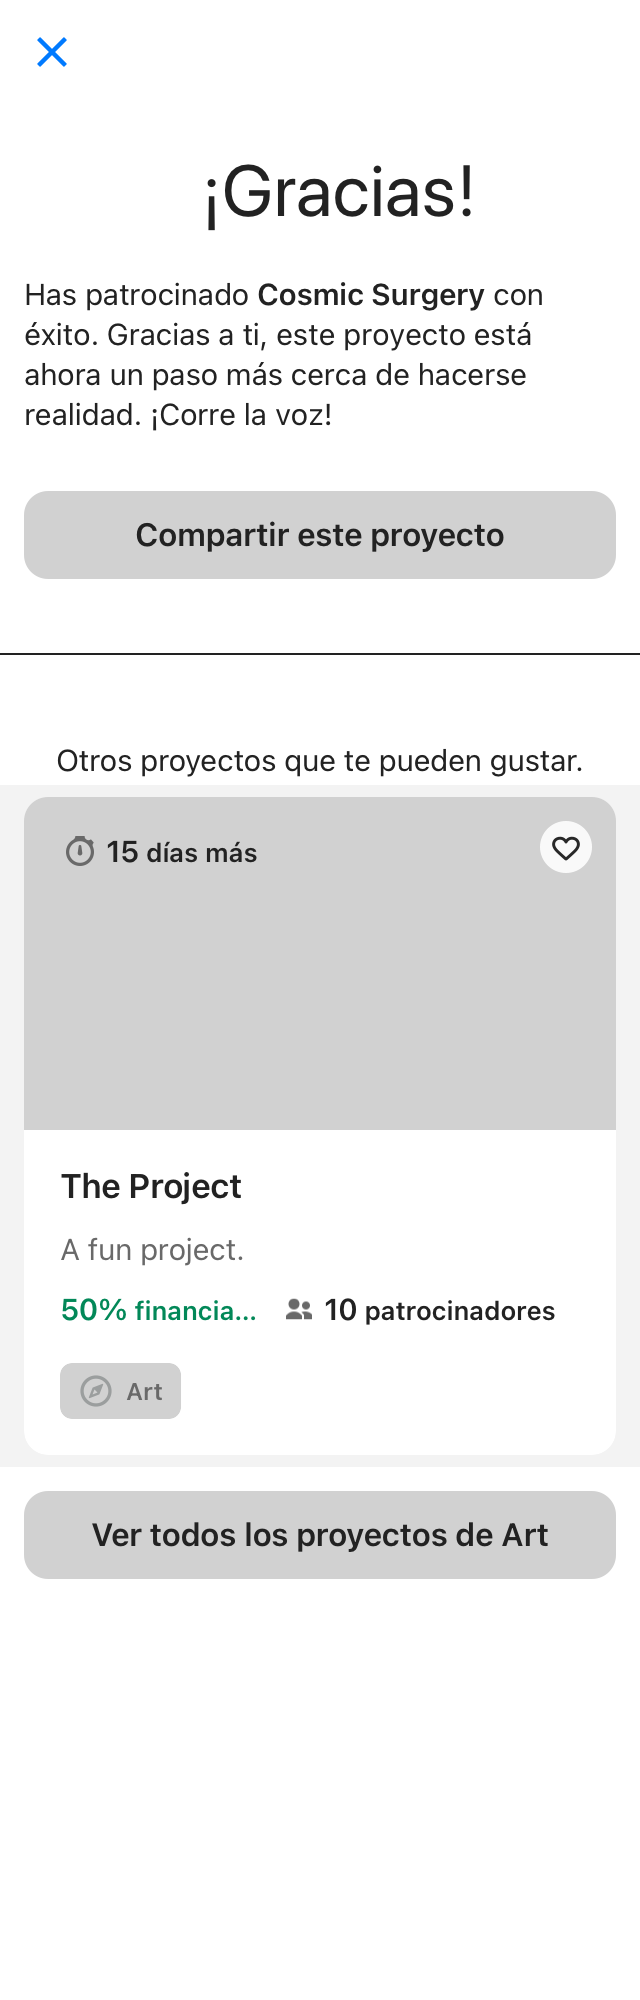 ¡Gracias!
Has patrocinado Cosmic Surgery con
éxito. Gracias a ti, este proyecto está
ahora un paso más cerca de hacerse
realidad. ¡Corre la voz!
Compartir este proyecto
Otros proyectos que te pueden gustar.
15 días más
The Project
A fun project.
50% financia... 10 patrocinadores
Art
Ver todos los proyectos de Art